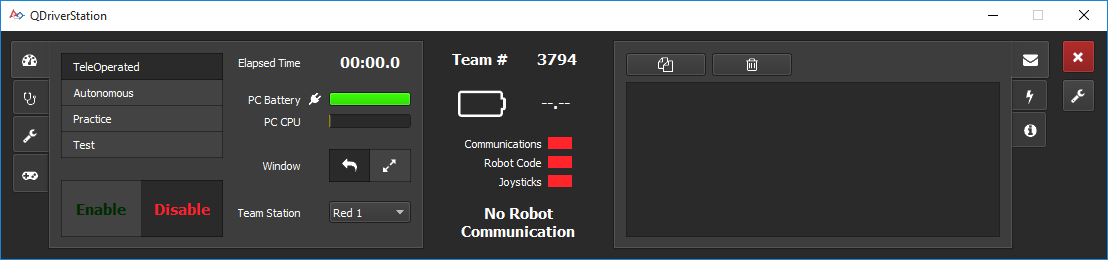 QDriverStation
TeleOperated
Autonomous
Practice
Test
Enable
Disable
Elapsed Time
00:00.0
PC Battery
PC CPU
Window
Team Station
Red 1
Team #
3794
--.--
Communications
Robot Code
Joysticks
No Robot
Communication